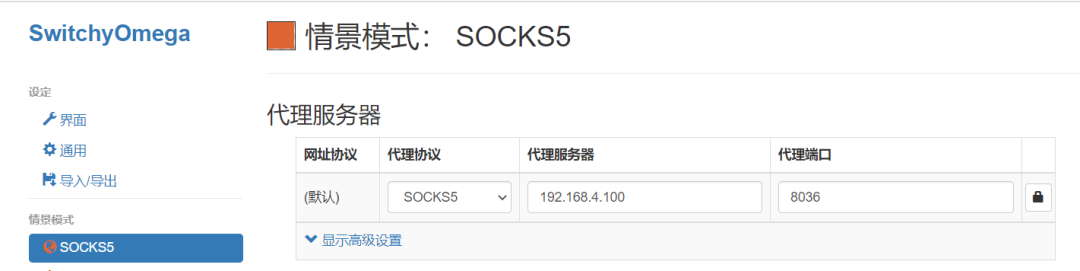 SwitchyOmega
设定
界面
通用
导入/导出
情景模式
SOCKS5
情景模式： SOCKS5
代理服务器
网址协议 代理协议 代理服务器 代理端口
(默认) SOCKS5 192.168.4.100 8036
显示高级设置